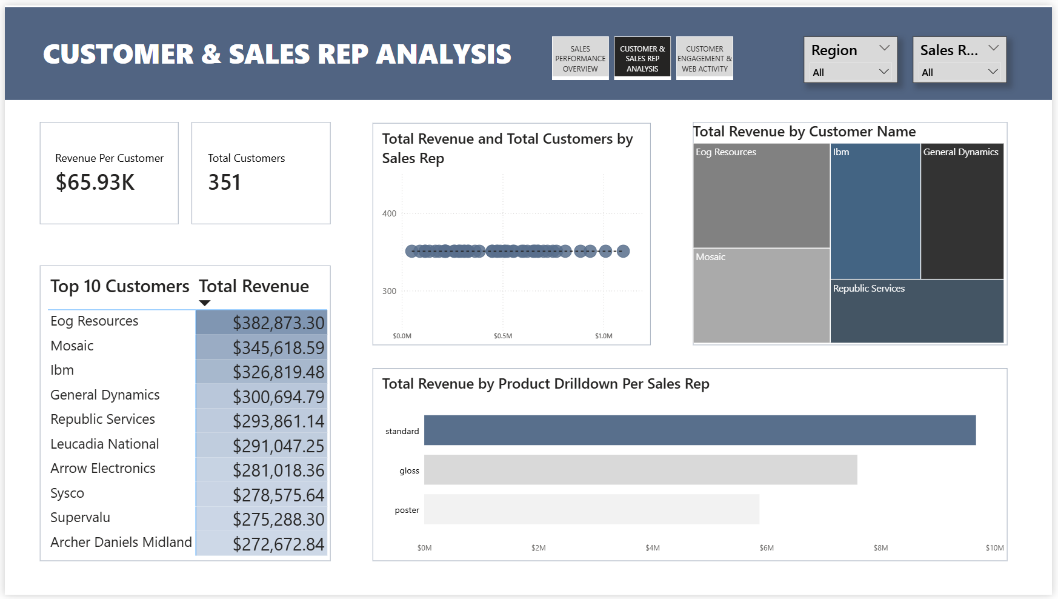 CUSTOMER & SALES REP ANALYSIS
SALES
PERFORMANCE
OVERVIEW
CUSTOMER &
SALES REP
ANALYSIS
CUSTOMER
ENGAGEMENT &
WEB ACTIVITY
Region
All
Sales R...
All
Revenue Per Customer
$65.93K
Total Customers
351
Total Revenue and Total Customers by
Sales Rep
400
300
$0.0M $0.5M $1.0M
Total Revenue by Customer Name
Eog Resources
Ibm
General Dynamics
Mosaic
Republic Services
Top 10 Customers Total Revenue
Eog Resources $382,873.30
Mosaic $345,618.59
Ibm $326,819.48
General Dynamics $300,694.79
Republic Services $293,861.14
Leucadia National $291,047.25
Arrow Electronics $281,018.36
Sysco $278,575.64
Supervalu $275,288.30
Archer Daniels Midland $272,672.84
Total Revenue by Product Drilldown Per Sales Rep
standard
gloss
poster
$0M $2M $4M $6M $8M $10M